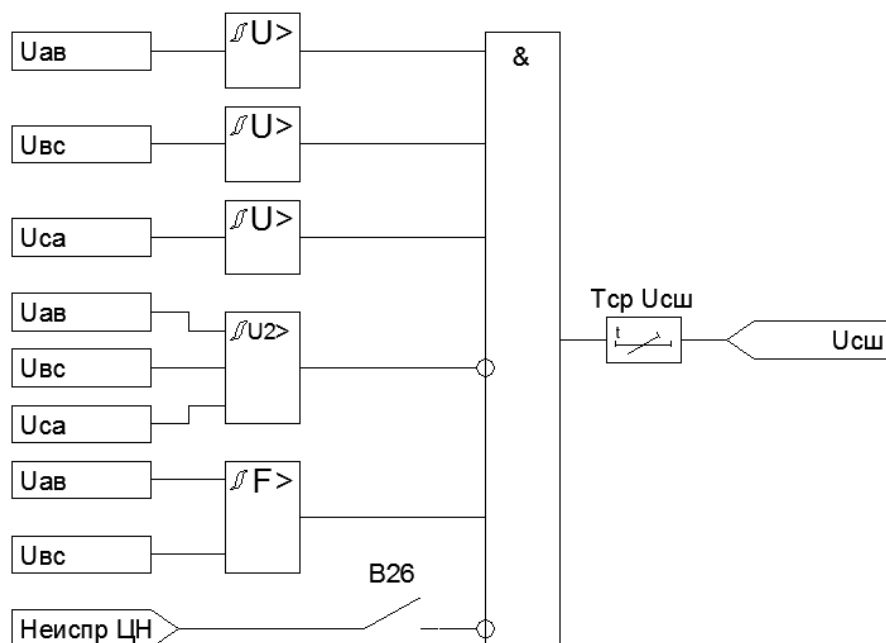 Uав
U>
&
Uвс
U>
Uса
U>
Uав
Uвс
Uса
U2>
Тср Uсш
t
Uсш
Uав
Uвс
F>
В26
Неиспр ЦН